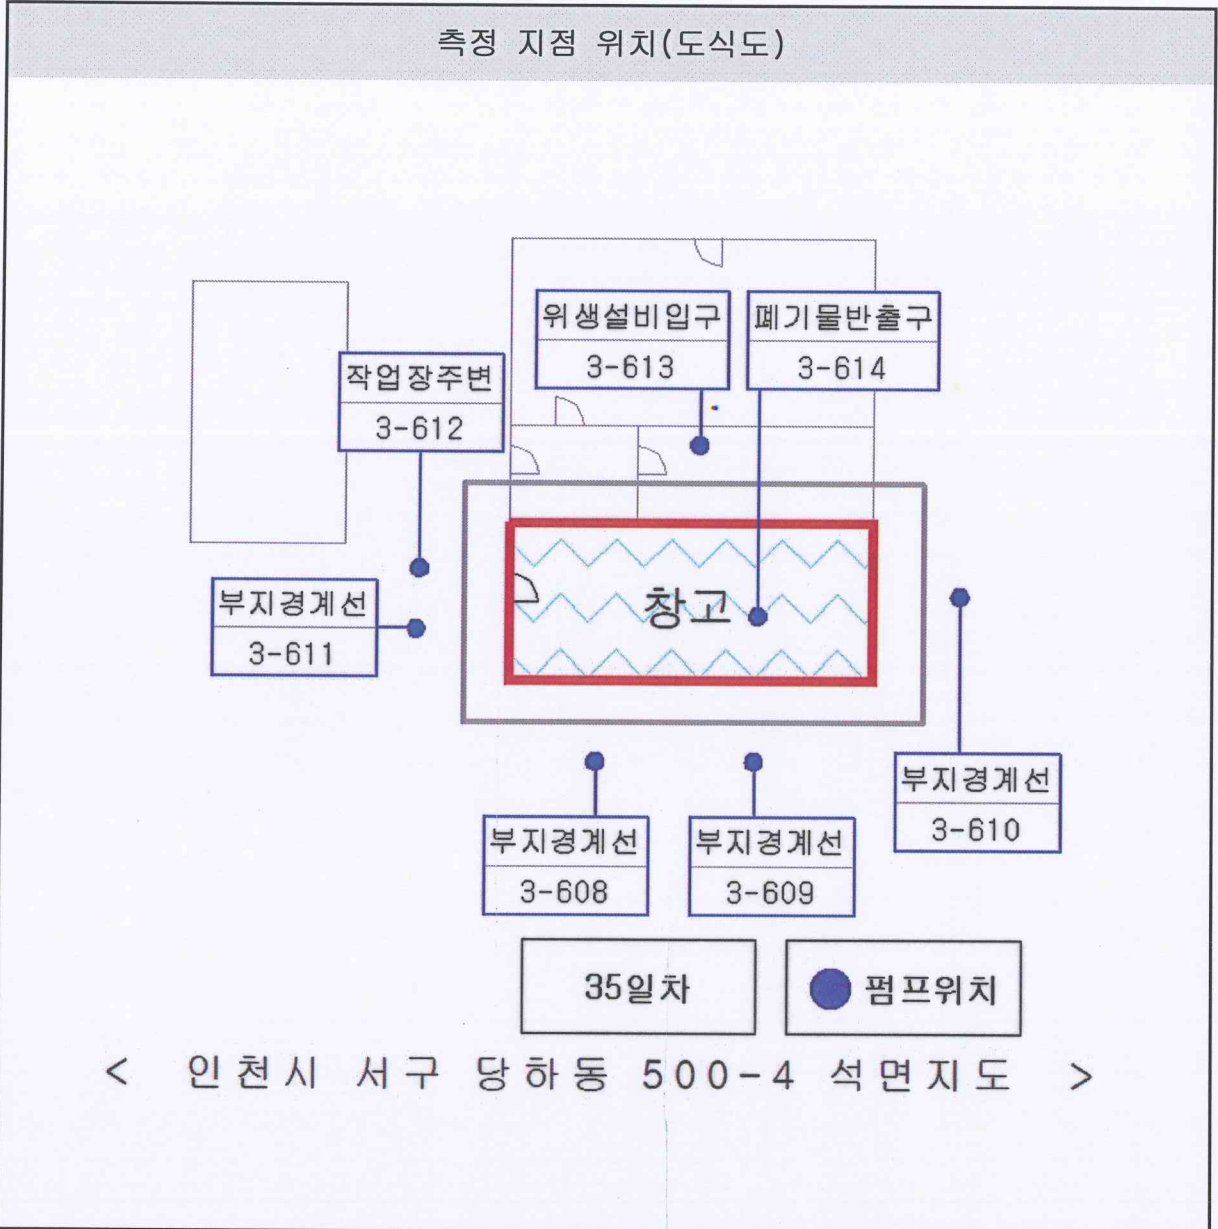 측정 지점 위치(도식도)
위생설비입구
3-613
폐기물반출구
3-614
작업장주변
3-612
부지경계선
3-611
창고
부지경계선
3-610
부지경계선
3-608
부지경계선
3-609
35일차
펌프위치
< 인천시 서구 당하동 500-4 석면지도 >